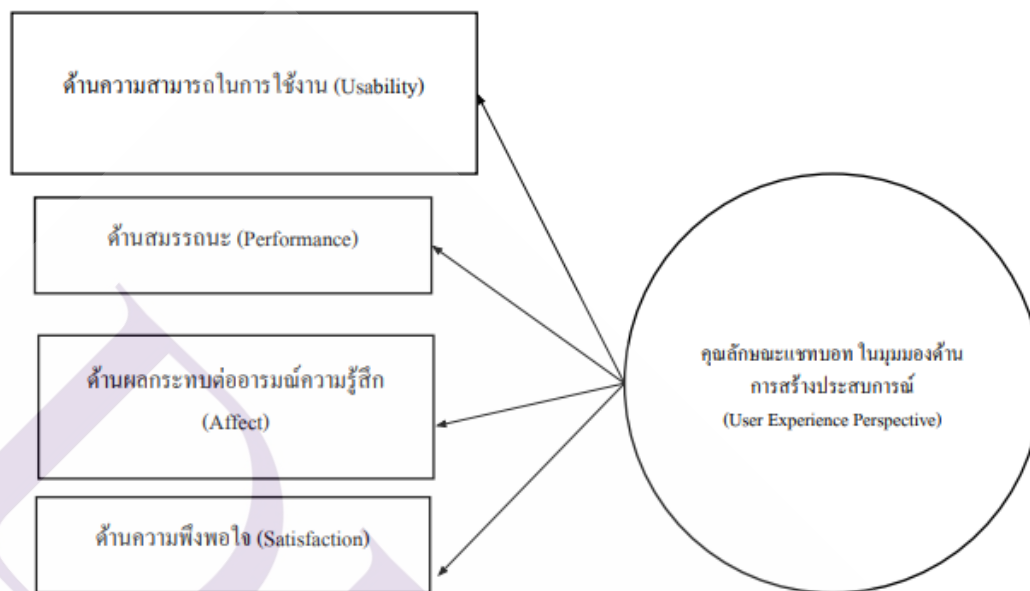 ด้านความสามารถในการใช้งาน (Usability)
ด้านสมรรถนะ (Performance)
ด้านผลกระทบต่ออารมณ์ความรู้สึก
(Affect)
ด้านความพึงพอใจ (Satisfaction)
คุณลักษณะแชทบอท ในมุมมองด้าน
การสร้างประสบการณ์
(User Experience Perspective)